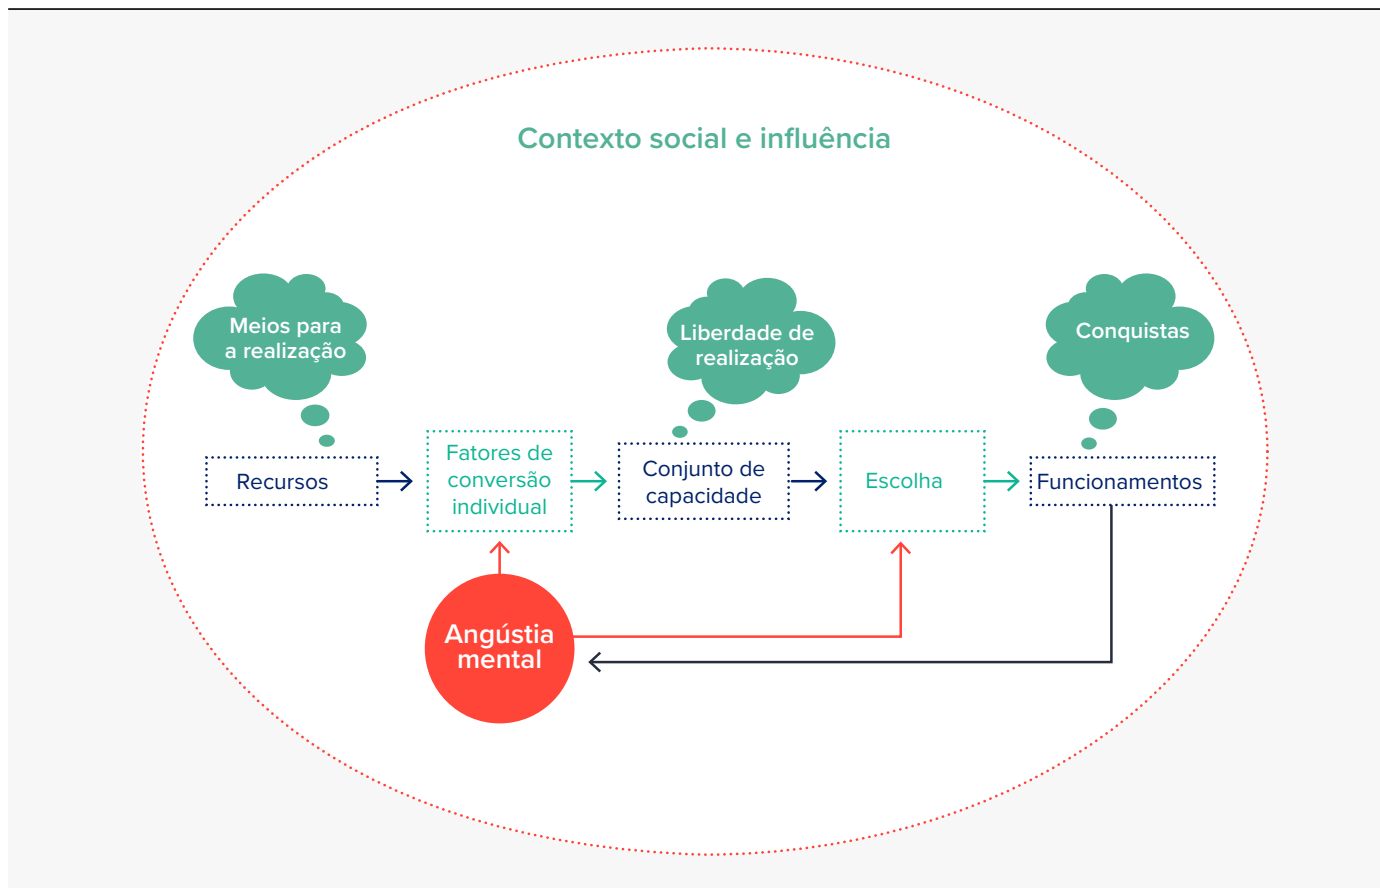 Contexto social e influência
Meios para
a realização
Liberdade de
realização
Conquistas
Recursos
Fatores de
conversão
individual
Conjunto de
capacidade
Escolha
Funcionamentos
Angústia
mental